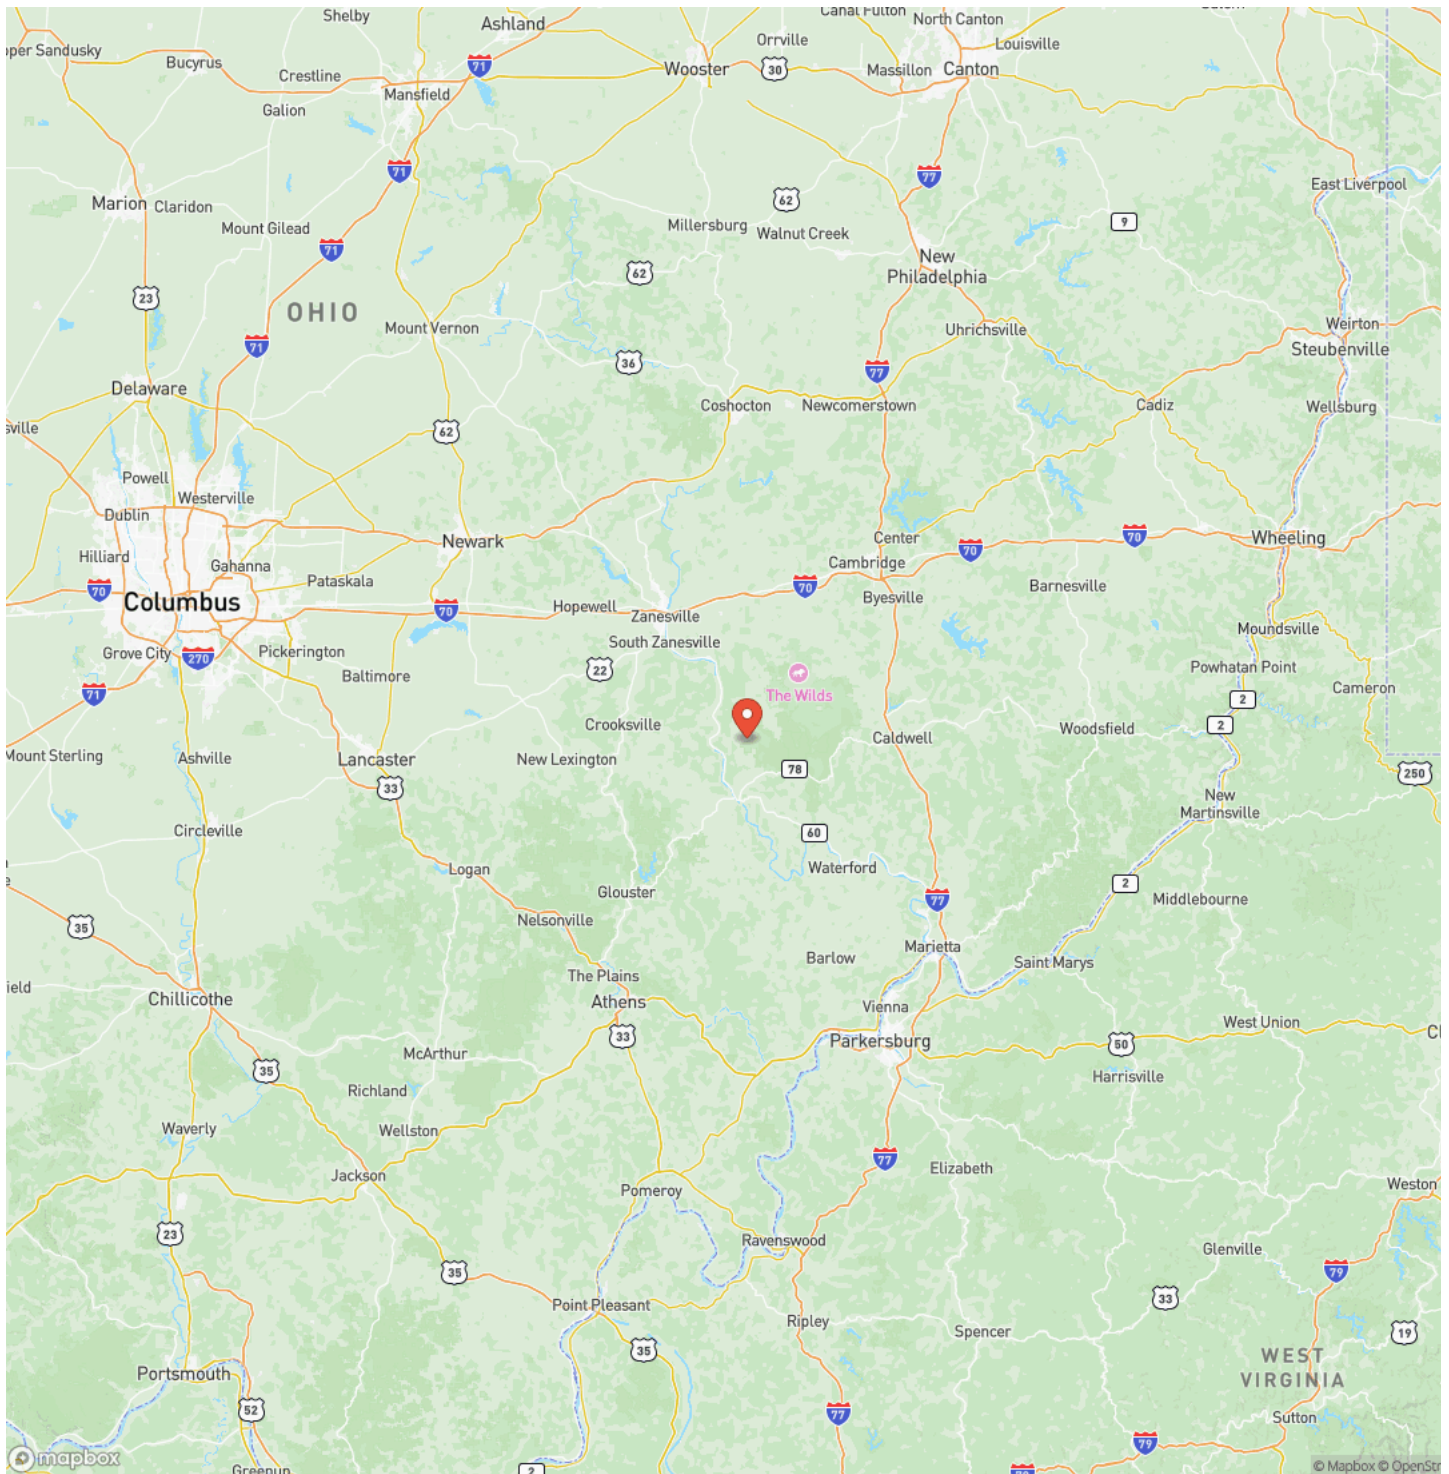 Shelby
Ashland
Canal Fulton
North Canton
Louisville
Orrville
Bucyrus
Crestline
71
Wooster
30
Massillon
Canton
Galion
Mansfield
71
77
East Liverpool
Marion
Claridon
62
Mount Gilead
71
Millersburg
Walnut Creek
9
New
Philadelphia
62
23
OHIO
Mount Vernon
Uhrichsville
Weirton
Steubenville
71
36
77
Delaware
Coshocton
Newcomerstown
Cadiz
Wellsburg
62
Powell
Westerville
Dublin
Newark
Center
70
70
Wheeling
Hilliard
Gahanna
Cambridge
70
Pataskala
70
Barnesville
Columbus
70
Hopewell
Zanesville
Byesville
Moundsville
South Zanesville
Grove City
270
Pickerington
Baltimore
22
The Wilds
Powhatan Point
Cameron
71
2
Crooksville
2
Woodsfield
Caldwell
Mount Sterling
Ashville
Lancaster
New Lexington
78
250
33
New
Martinsville
Circleville
60
Logan
Waterford
2
Glouster
Middlebourne
35
Nelsonville
77
Marietta
Barlow
Saint Marys
The Plains
Chillicothe
Athens
Vienna
West Union
33
Parkersburg
50
McArthur
35
Harrisville
Richland
Waverly
Wellston
77
Elizabeth
Jackson
Pomeroy
Weston
23
Ravenswood
Glenville
35
79
33
Point Pleasant
Ripley
Spencer
19
35
WEST
VIRGINIA
Portsmouth
52
77
Sutton
79
mapbox
2
© Mapbox